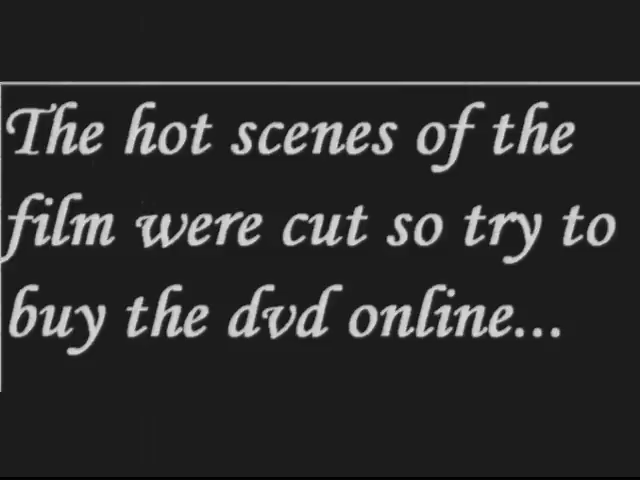 The hot scenes of the
film were cut so try to
buy the dvd online...